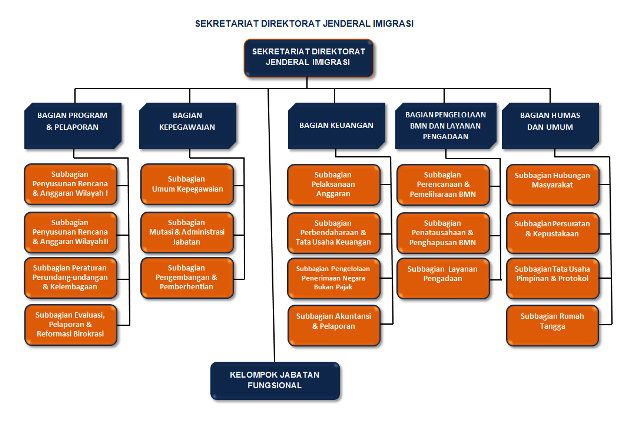 SEKRETARIAT DIREKTORAT JENDERAL IMIGRASI
SEKRETARIAT DIREKTORAT
JENDERAL IMIGRASI
BAGIAN PROGRAM
& PELAPORAN
Subbagian
Penyusunan Rencana
& Anggaran Wilayah I
Subbagian
Penyusunan Rencana
& Anggaran Wilayah II
Subbagian Peraturan
Perundang-undangan
& Kelembagaan
Subbagian Evaluasi,
Pelaporan &
Reformasi Birokrasi
BAGIAN
KEPEGAWAIAN
Subbagian
Umum Kepegawaian
Subbagian
Mutasi & Administrasi
Jabatan
Subbagian
Pengembangan &
Pemberhentian
BAGIAN KEUANGAN
Subbagian
Pelaksanaan
Anggaran
Subbagian
Perbendaharaan &
Tata Usaha Keuangan
Subbagian Pengelolaan
Penerimaan Negara
Bukan Pajak
Subbagian Akuntansi
& Pelaporan
BAGIAN PENGELOLAAN
BMN DAN LAYANAN
PENGADAAN
Subbagian
Perencanaan &
Pemeliharaan BMN
Subbagian
Penatausahaan &
Penghapusan BMN
Subbagian Layanan
Pengadaan
BAGIAN HUMAS
DAN UMUM
Subbagian Hubungan
Masyarakat
Subbagian Persuratan
& Kepustakaan
Subbagian Tata Usaha
Pimpinan & Protokol
Subbagian Rumah
Tangga
KELOMPOK JABATAN
FUNGSIONAL